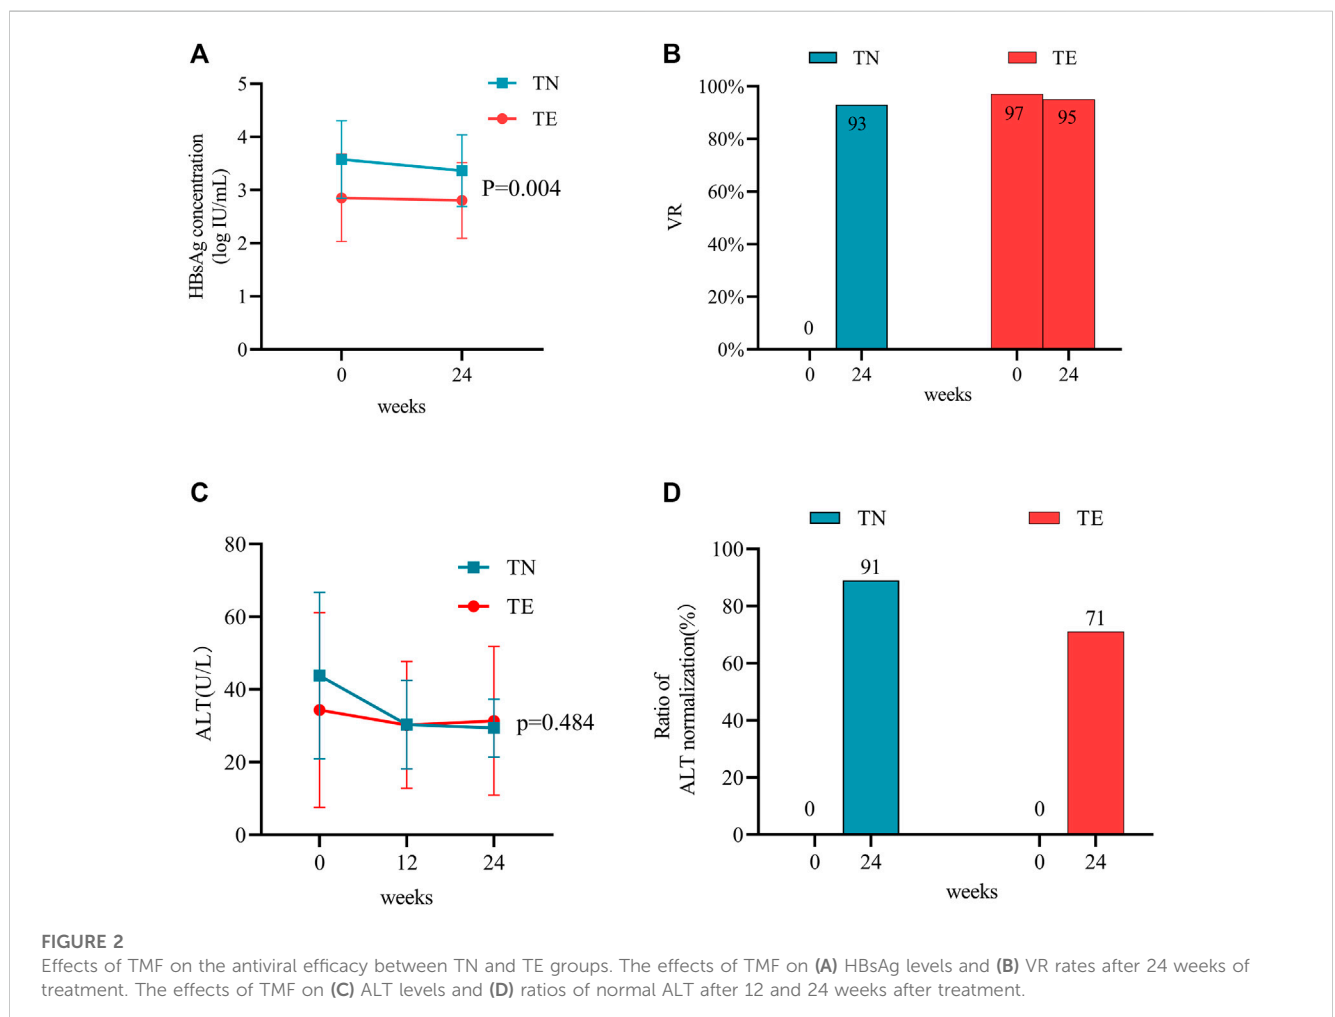 A
5
4
3
2
1
0
HBsAg concentration
(log IU/mL)
TN
TE
P=0.004
0 24
weeks
B
TN TE
100%
80%
60%
40%
20%
0%
VR
0
93
97
95
0 24 0 24
weeks
C
80
60
40
20
0
ALT(U/L)
TN
TE
p=0.484
0 12 24
weeks
D
TN TE
100
80
60
40
20
0
Ratio of
ALT normalization(%)
0
91
0
71
0 24 0 24
weeks
FIGURE 2
Effects of TMF on the antiviral efficacy between TN and TE groups. The effects of TMF on (A) HBsAg levels and (B) VR rates after 24 weeks of
treatment. The effects of TMF on (C) ALT levels and (D) ratios of normal ALT after 12 and 24 weeks after treatment.